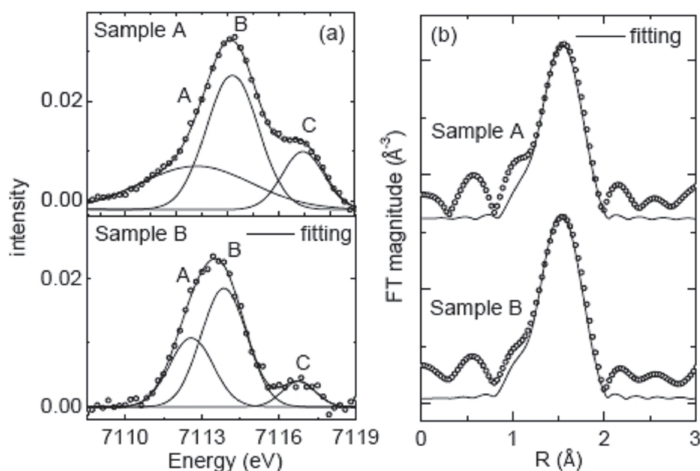 Sample A
B
(a)
A
C
0.02
0.00
Sample B
fitting
B
A
C
0.02
0.00
intensity
7110
7113
7116
7119
Energy (eV)
(b)
fitting
Sample A
Sample B
FT magnitude (Å-3)
0
1
2
3
R (Å)